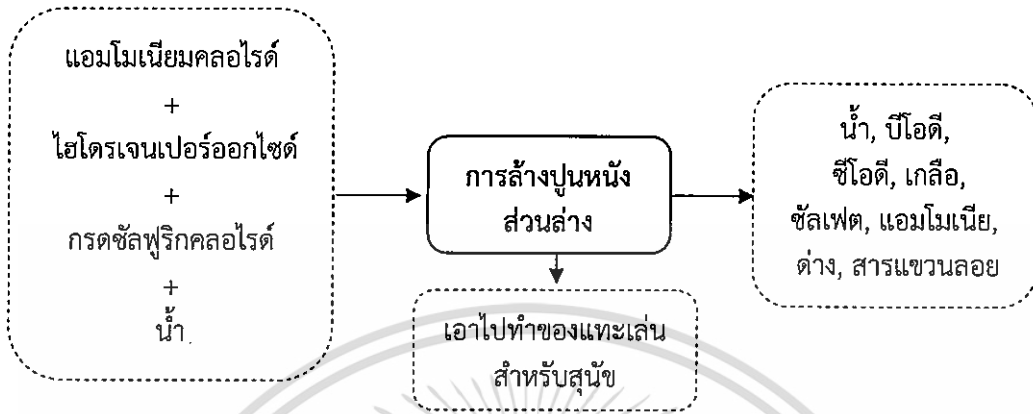 แอมโมเนียมคลอไรด์
+
ไฮโดรเจนเปอร์ออกไซด์
+
กรดซัลฟูริกคลอไรด์
+
น้ำ
การล้างปูนหนัง
ส่วนล่าง
น้ำ, บีโอดี,
ซีโอดี, เกลือ,
ซัลเฟต, แอมโมเนีย,
ด่าง, สารแขวนลอย
เอาไปทำของแทะเล่น
สำหรับสุนัข